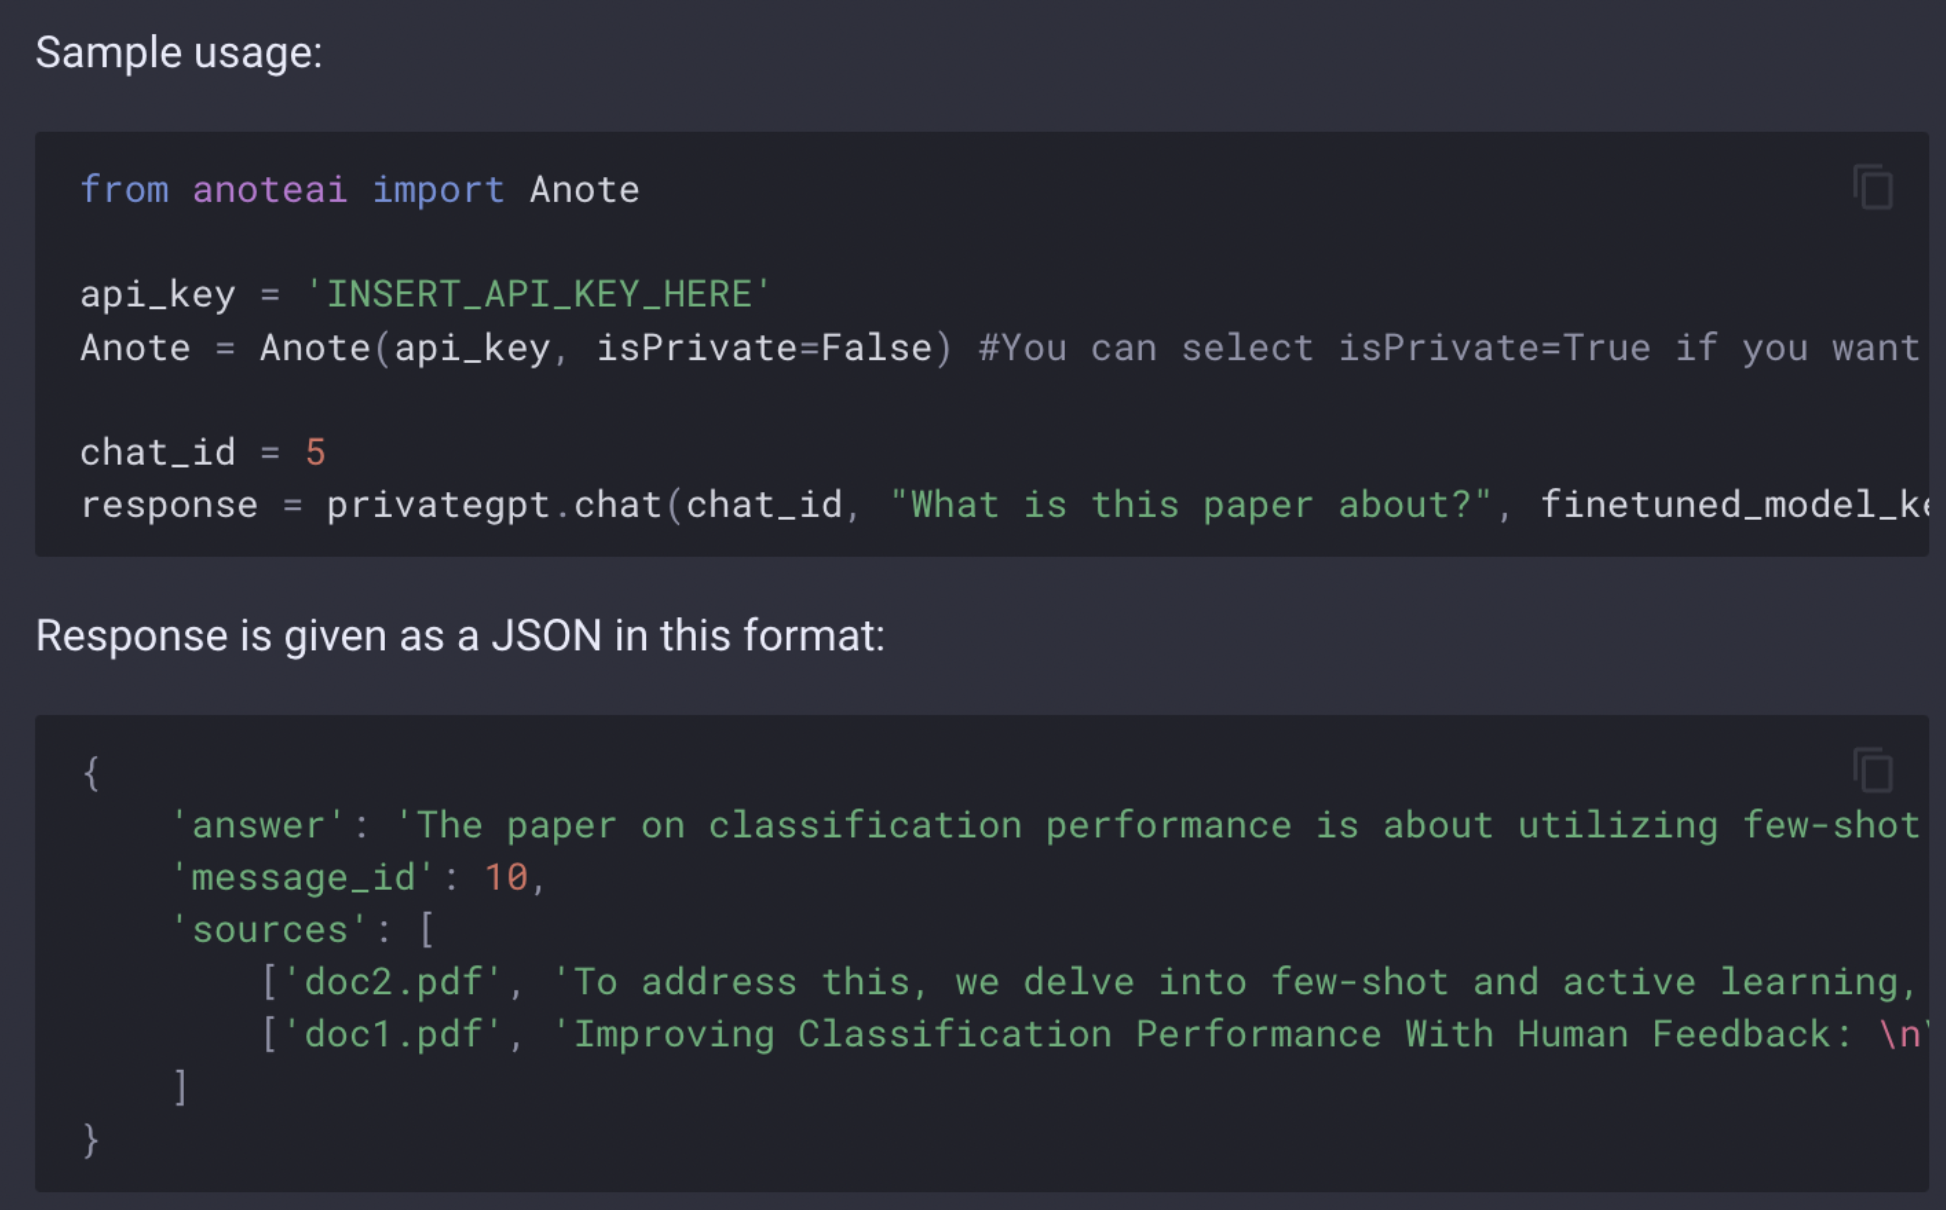 Sample usage:
from anoteai import Anote
api_key = 'INSERT_API_KEY_HERE'
Anote = Anote(api_key, isPrivate=False) #You can select isPrivate=True if you want
chat_id = 5
response = privategpt.chat(chat_id, "What is this paper about?", finetuned_model_ke
Response is given as a JSON in this format:
{
'answer': 'The paper on classification performance is about utilizing few-shot
'message_id': 10,
'sources': [
['doc2.pdf', 'To address this, we delve into few-shot and active learning,
['doc1.pdf', 'Improving Classification Performance With Human Feedback: \n
]
}